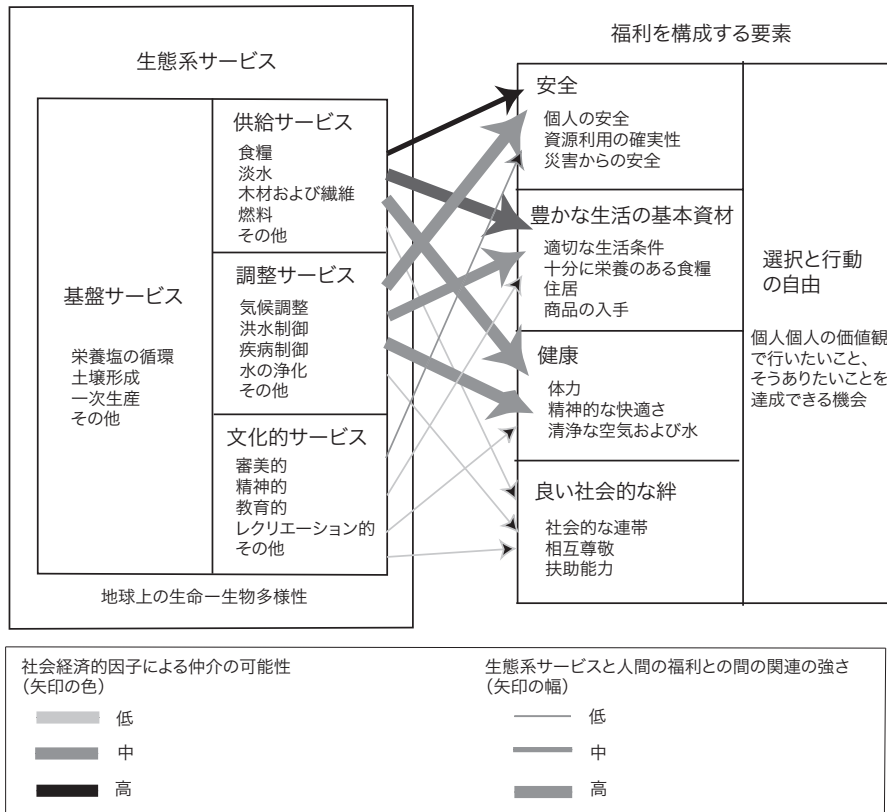 生態系サービス
基盤サービス
栄養塩の循環
土壌形成
一次生産
その他
供給サービス
食糧
淡水
木材および繊維
燃料
その他
調整サービス
気候調整
洪水制御
疾病制御
水の浄化
その他
文化的サービス
審美的
精神的
教育的
レクリエーション的
その他
地球上の生命ー生物多様性
福利を構成する要素
安全
個人の安全
資源利用の確実性
災害からの安全
豊かな生活の基本資材
適切な生活条件
十分に栄養のある食糧
住居
商品の入手
健康
体力
精神的な快適さ
清浄な空気および水
良い社会的な絆
社会的な連帯
相互尊敬
扶助能力
選択と行動
の自由
個人個人の価値観
で行いたいこと、
そうありたいことを
達成できる機会
社会経済的因子による仲介の可能性
（矢印の色）
低
中
高
生態系サービスと人間の福利との間の関連の強さ
（矢印の幅）
低
中
高